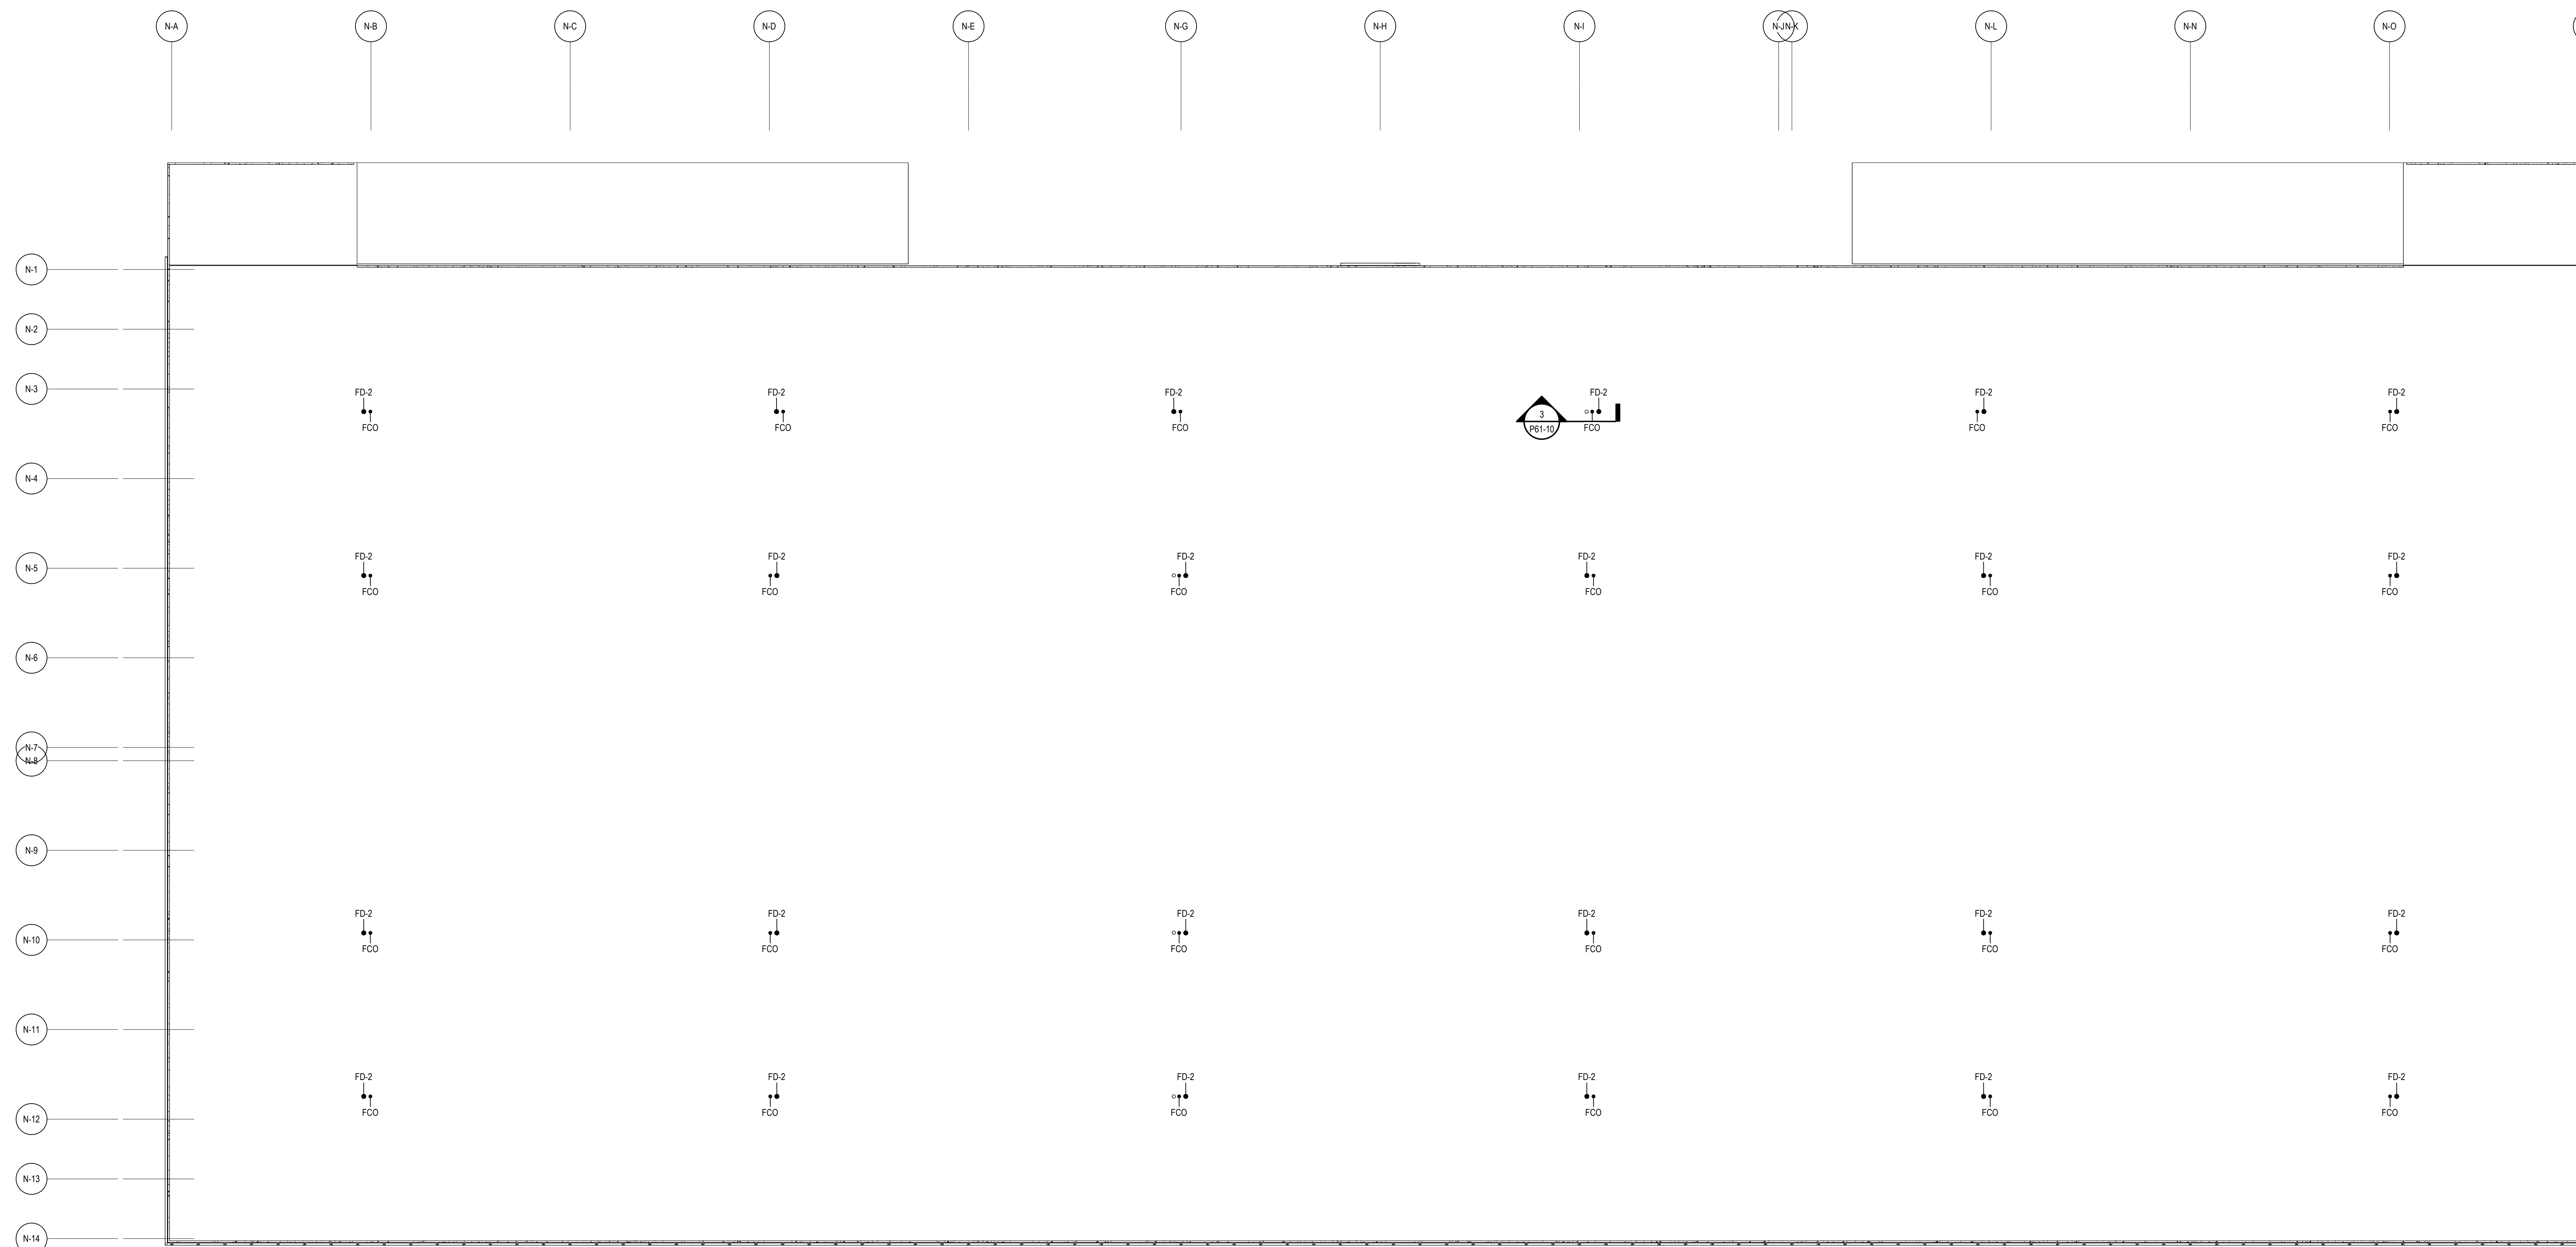 N-A N-B N-C N-D N-E N-G N-H N-I N-J N-K N-L N-N N-O
N-1
N-2
N-3
FD-2 FD-2 FD-2 FD-2 FD-2 FD-2
3
P61-10
FCO FCO FCO FCO FCO FCO
N-4
FD-2 FD-2 FD-2 FD-2 FD-2 FD-2
N-5
FCO FCO FCO FCO FCO FCO
N-6
N-7
N-8
N-9
FD-2 FD-2 FD-2 FD-2 FD-2 FD-2
N-10
FCO FCO FCO FCO FCO FCO
N-11
FD-2 FD-2 FD-2 FD-2 FD-2 FD-2
FCO FCO FCO FCO FCO FCO
N-12
N-13
N-14